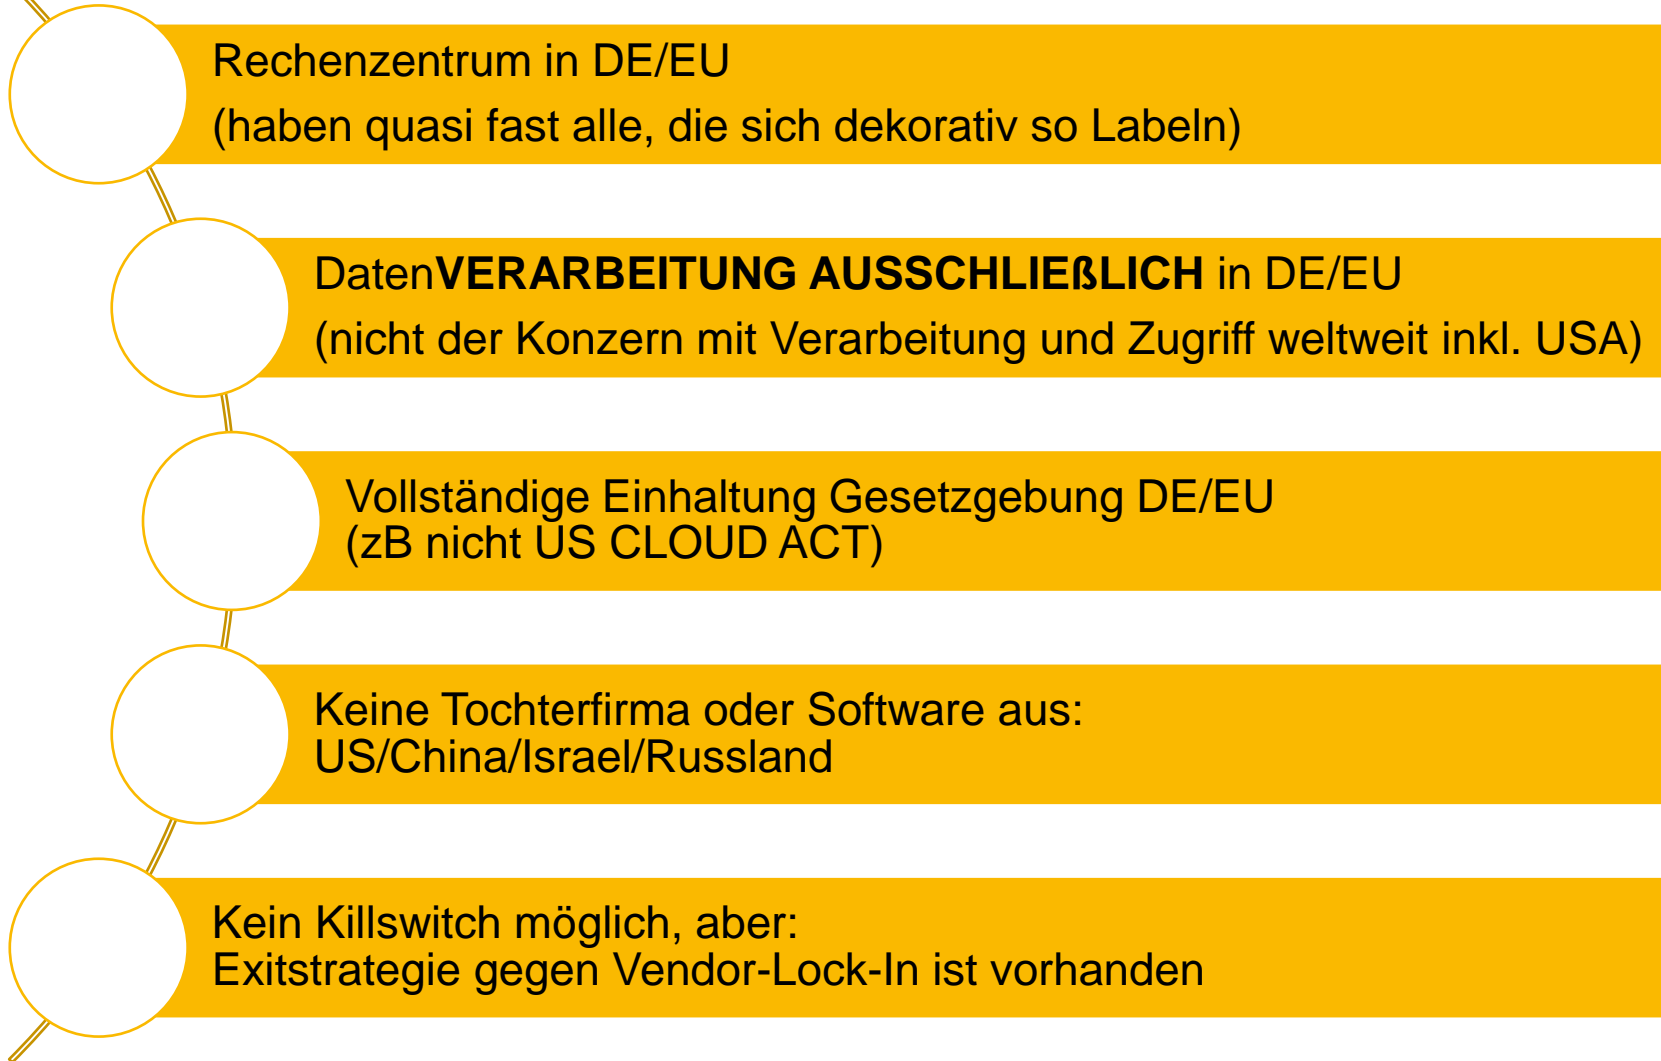 Rechenzentrum in DE/EU
(haben quasi fast alle, die sich dekorativ so Labeln)
DatenVERARBEITUNG AUSSCHLIEßLICH in DE/EU
(nicht der Konzern mit Verarbeitung und Zugriff weltweit inkl. USA)
Vollständige Einhaltung Gesetzgebung DE/EU
(zB nicht US CLOUD ACT)
Keine Tochterfirma oder Software aus:
US/China/Israel/Russland
Kein Killswitch möglich, aber:
Exitstrategie gegen Vendor-Lock-In ist vorhanden